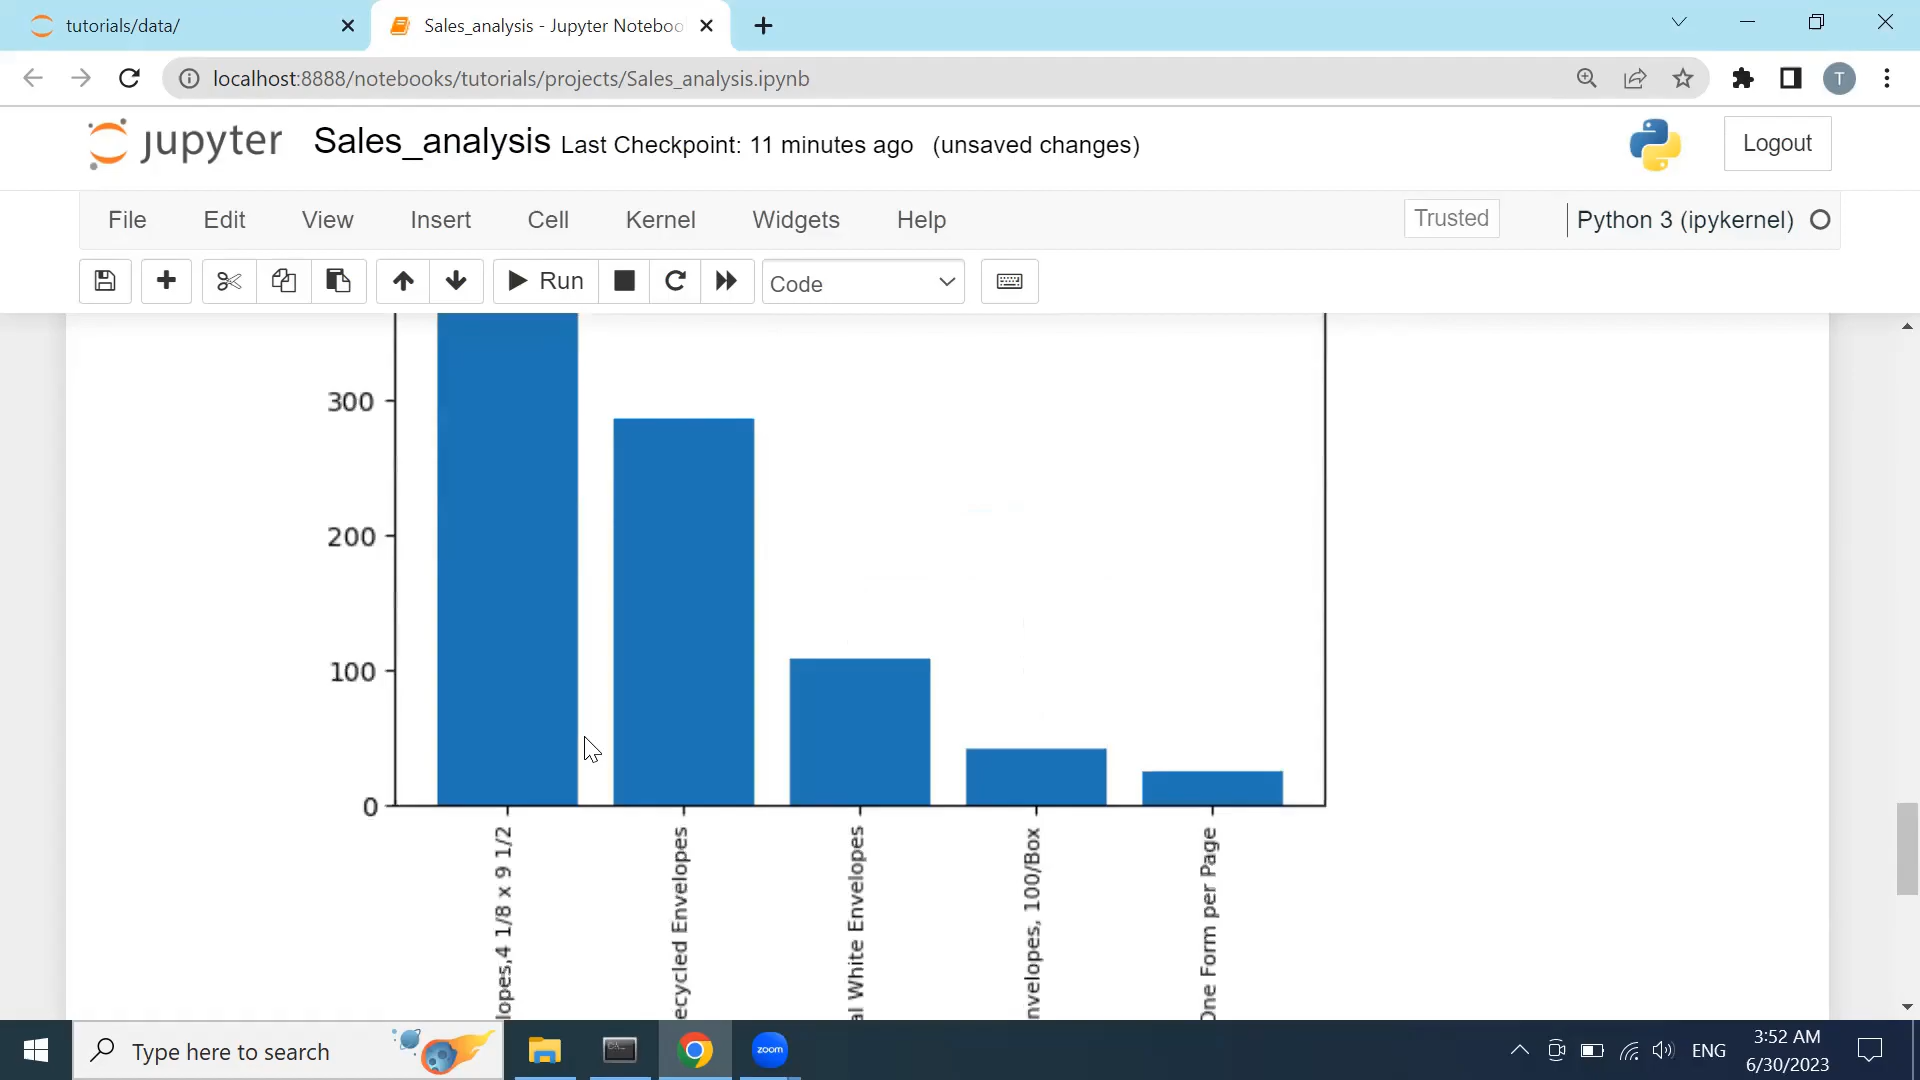 tutorials/data/
Sales_analysis - Jupyter Noteboo
localhost:8888/notebooks/tutorials/projects/Sales_analysis.ipynb
T
jupyter
Sales_analysis Last Checkpoint: 11 minutes ago (unsaved changes)
Logout
File Edit View Insert Cell Kernel Widgets Help
Trusted
Python 3 (ipykernel)
Run
Code
300
200
100
0
lopes,4 1/8 x 9 1/2
ecycled Envelopes
al White Envelopes
nvelopes, 100/Box
One Form per Page
Type here to search
zoom
ENG
3:52 AM
6/30/2023